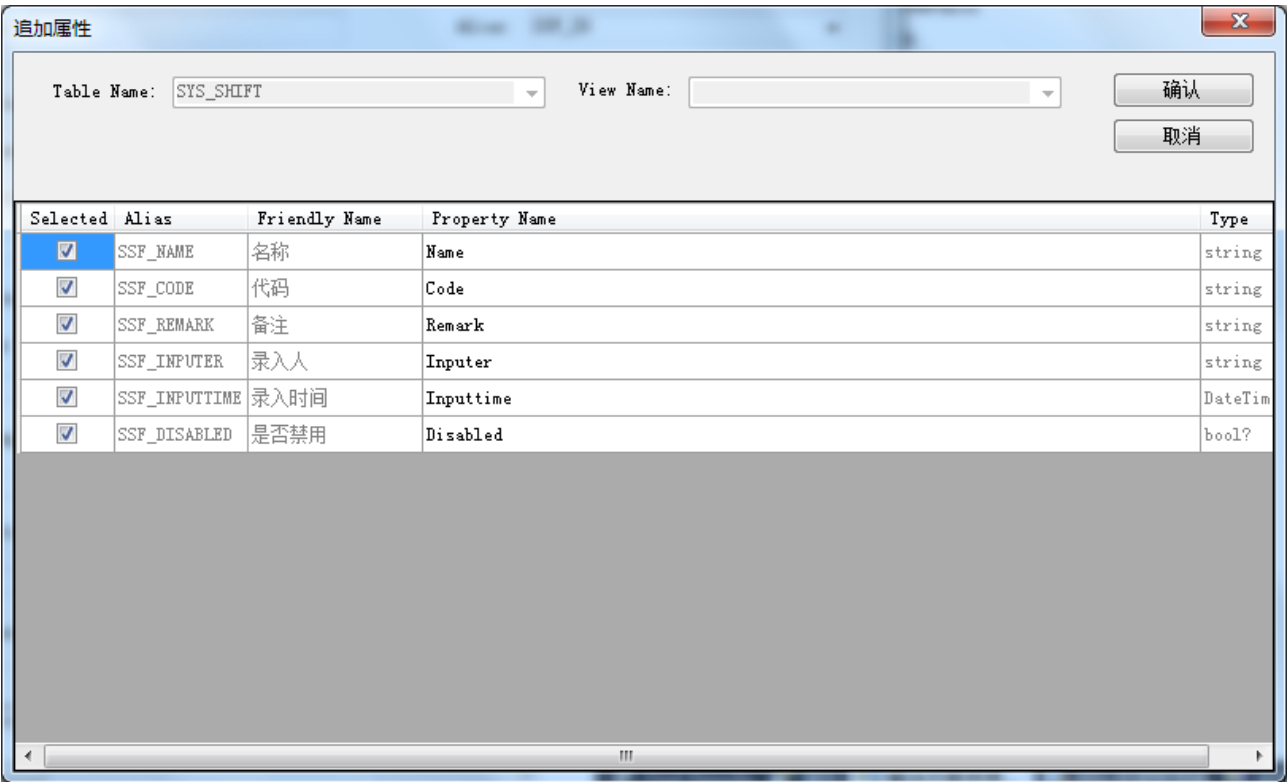 追加属性
Table Name: SYS_SHIFT View Name: 确认
取消
Selected Alias Friendly Name Property Name Type
SSF_NAME 名称 Name string
SSF_CODE 代码 Code string
SSF_REMARK 备注 Remark string
SSF_INPUTER 录入人 Inputer string
SSF_INPUTTIME 录入时间 Inputtime DateTim
SSF_DISABLED 是否禁用 Disabled bool?